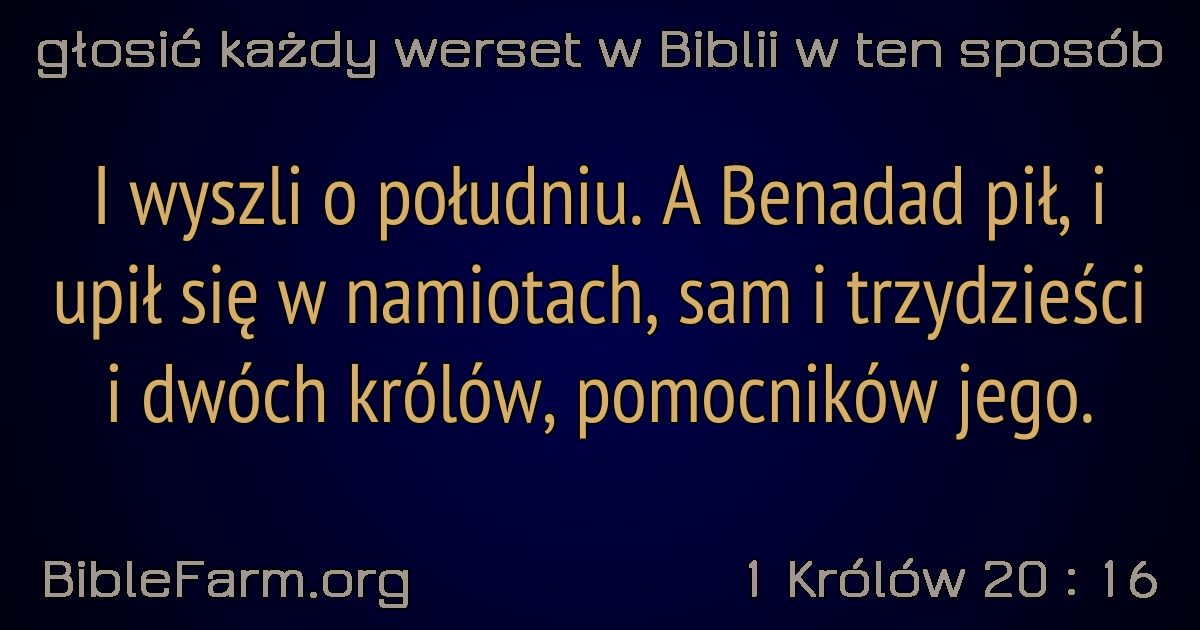 głosić każdy werset w Biblii w ten sposób
I wyszli o południu. A Benadad pił, i
upił się w namiotach, sam i trzydzieści
i dwóch królów, pomocników jego.
BibleFarm.org
1 Królów 20 : 16